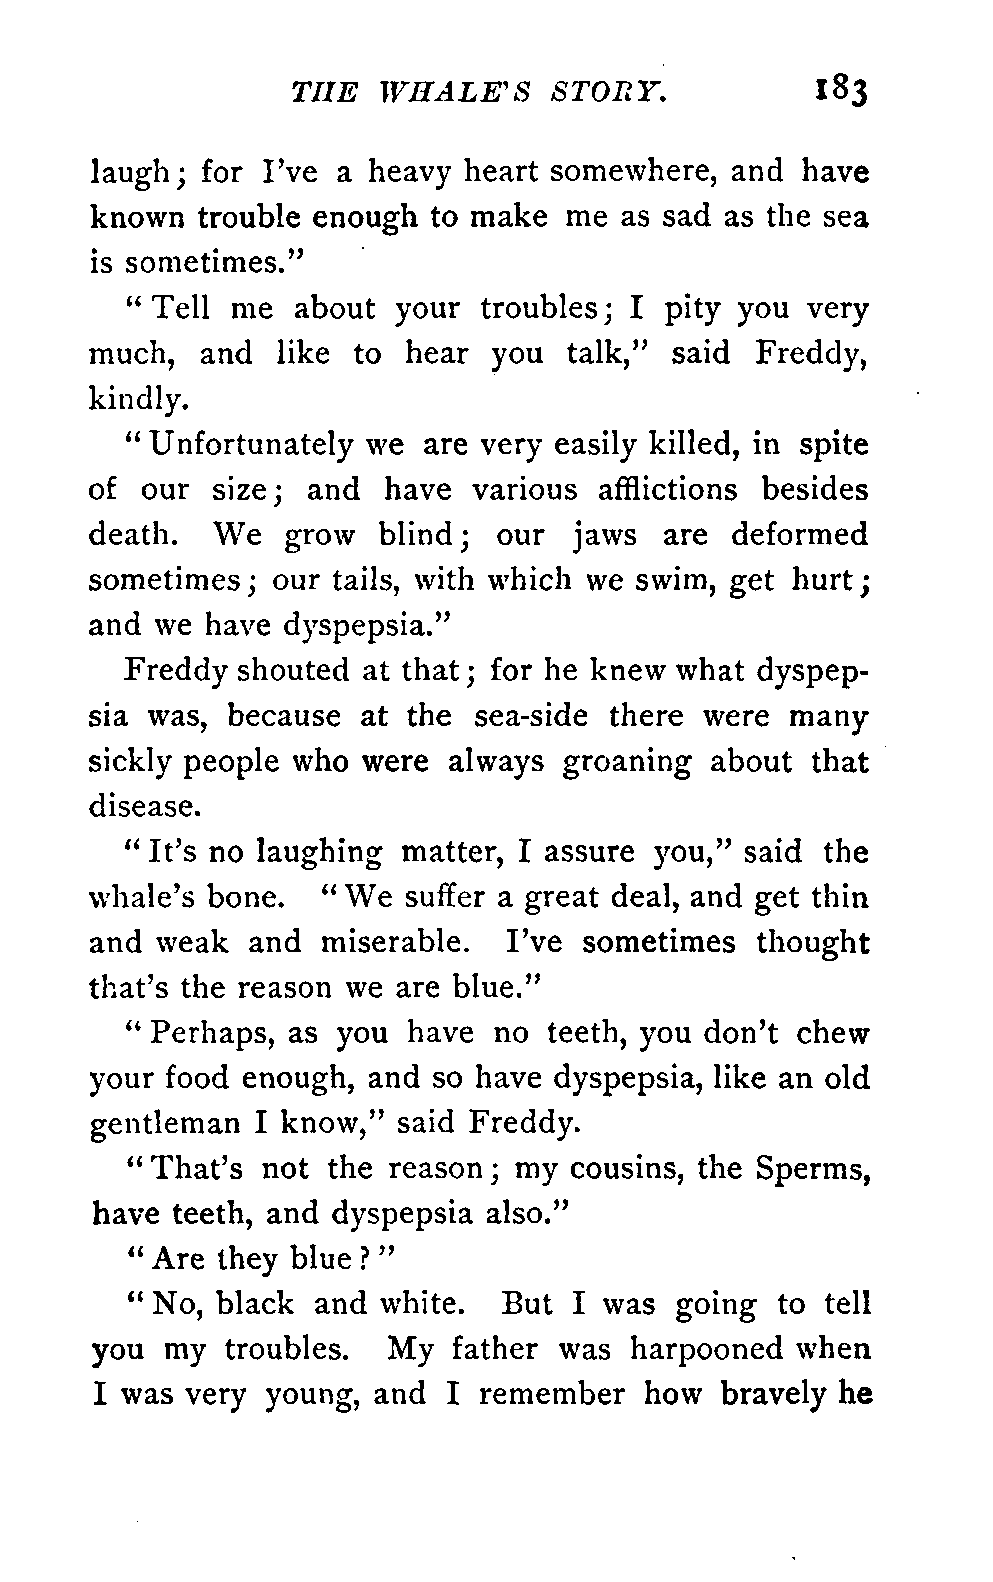 THE WHALE'S STORY. 183
laugh; for I've a heavy heart somewhere, and have
known trouble enough to make me as sad as the sea
is sometimes."
"Tell me about your troubles; I pity you very
much, and like to hear you talk," said Freddy,
kindly.
"Unfortunately we are very easily killed, in spite
of our size; and have various afflictions besides
death. We grow blind; our jaws are deformed
sometimes; our tails, with which we swim, get hurt;
and we have dyspepsia."
Freddy shouted at that; for he knew what dyspep-
sia was, because at the sea-side there were many
sickly people who were always groaning about that
disease.
"It's no laughing matter, I assure you," said the
whale's bone. "We suffer a great deal, and get thin
and weak and miserable. I've sometimes thought
that's the reason we are blue."
"Perhaps, as you have no teeth, you don't chew
your food enough, and so have dyspepsia, like an old
gentleman I know," said Freddy.
"That's not the reason; my cousins, the Sperms,
have teeth, and dyspepsia also."
"Are they blue?"
"No, black and white. But I was going to tell
you my troubles. My father was harpooned when
I was very young, and I remember how bravely he